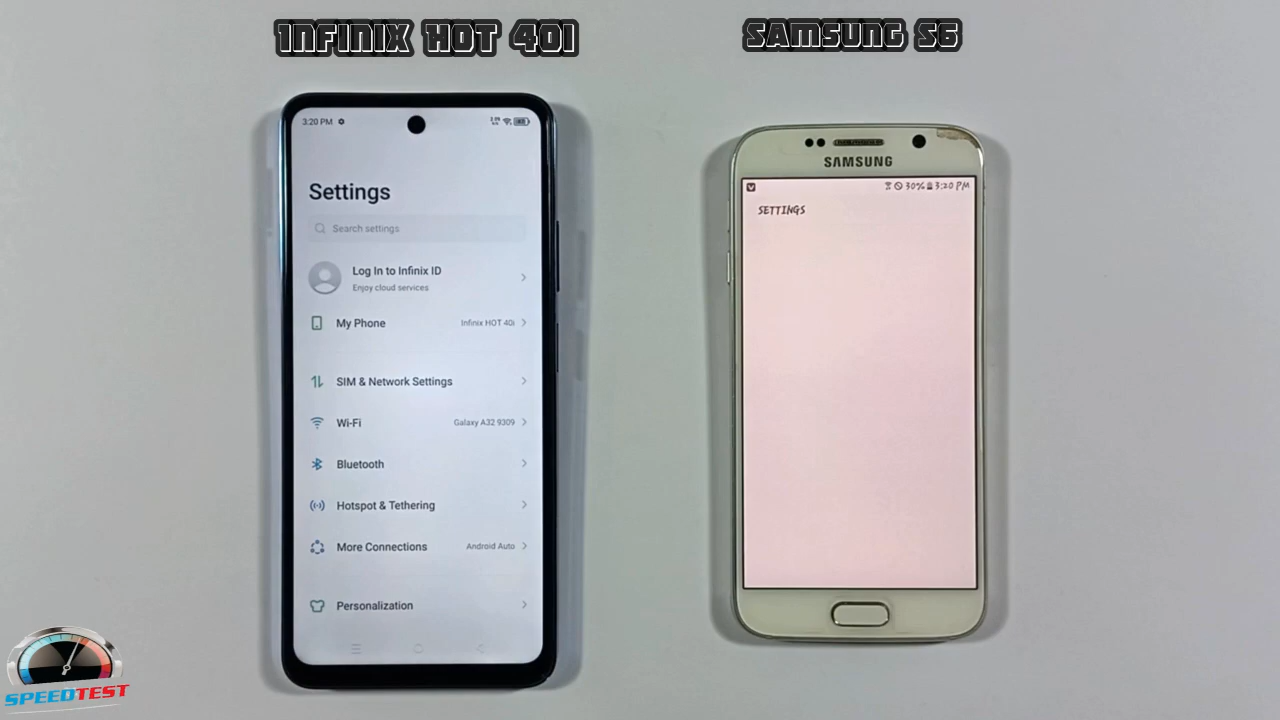 INFINIX HOT 40I
SAMSUNG S6
3:20 PM
Settings
Search settings
Log In to Infinix ID
Enjoy cloud services
My Phone
Infinix HOT 40i
SIM & Network Settings
Wi-Fi
Galaxy A32 9309
Bluetooth
Hotspot & Tethering
More Connections
Android Auto
Personalization
SAMSUNG
30% 3:20 PM
SETTINGS
SPEEDTEST